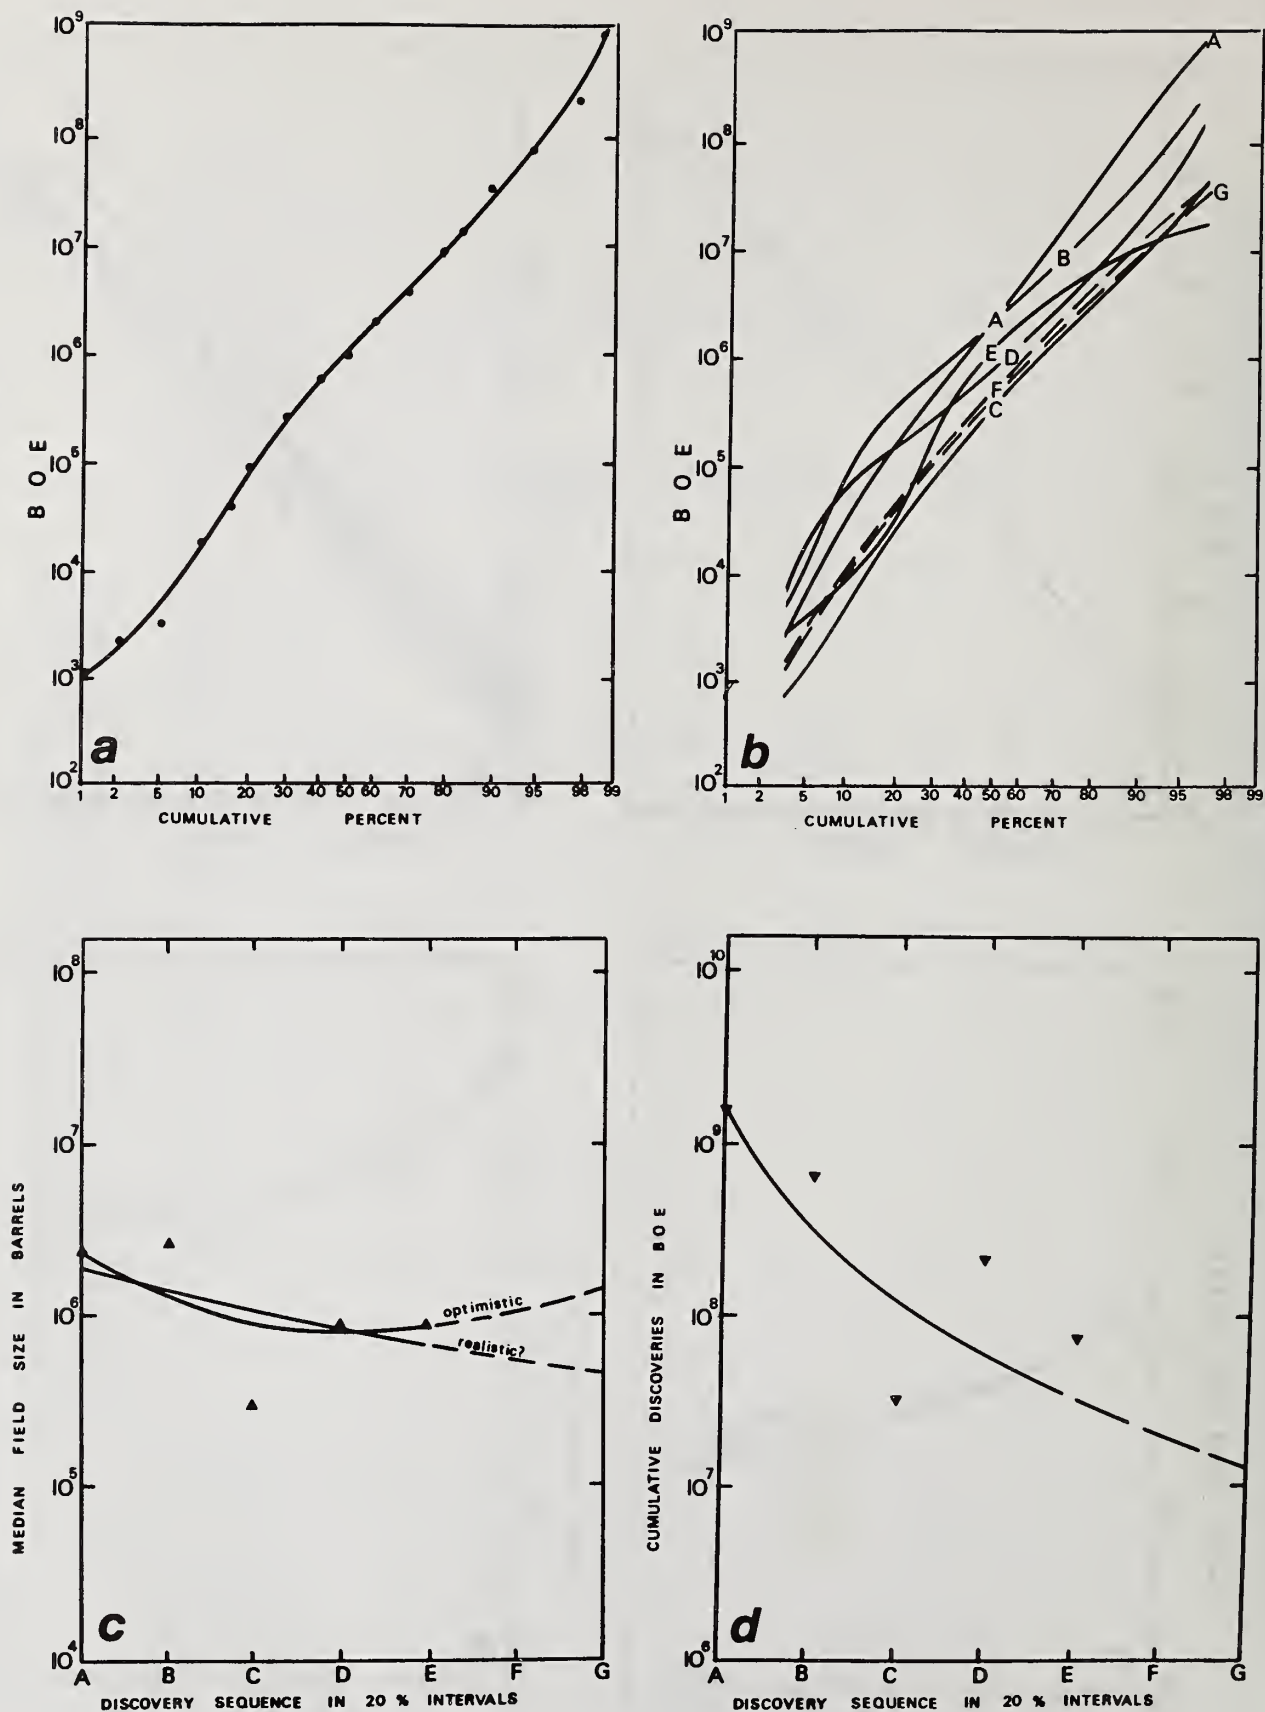 10⁹
10⁸
10⁷
10⁶
10⁵
10⁴
10³
10²
B O E
a
1 2 5 10 20 30 40 50 60 70 80 90 95 98 99
CUMULATIVE PERCENT
10⁹
10⁸
10⁷
10⁶
10⁵
10⁴
10³
10²
B O E
A
G
B
A
E D
F
C
b
1 2 5 10 20 30 40 50 60 70 80 90 95 98 99
CUMULATIVE PERCENT
10⁸
10⁷
10⁶
10⁵
10⁴
MEDIAN FIELD SIZE IN BARRELS
optimistic
realistic?
c
A B C D E F G
DISCOVERY SEQUENCE IN 20 % INTERVALS
10¹⁰
10⁹
10⁸
10⁷
10⁶
CUMULATIVE DISCOVERIES IN BOE
d
A B C D E F G
DISCOVERY SEQUENCE IN 20 % INTERVALS